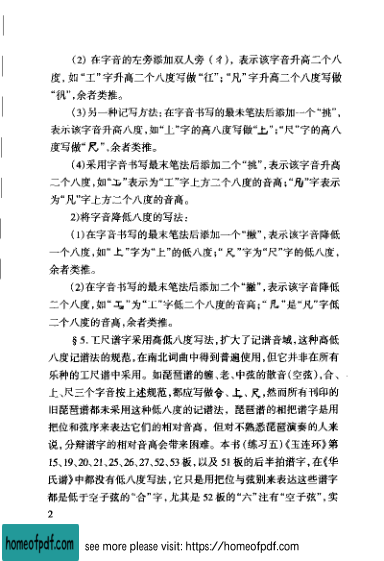 (2) 在字音的左旁添加双人旁 (彳), 表示该字音升高二个八
度, 如“工”字升高二个八度写做“仜”;“凡”字升高二个八度写做
,余者类推。
(3)另一种记写方法:在字音书写的最末笔法后添加一个“挑”,
表示该字音升高八度,如“上”字的高八度写做“上”;“尺”字的高八
度写做“尺”,余者类推。
(4)采用字音书写最末笔法后添加二个“挑”,表示该字音升高
二个八度,如“工”表示为“工”字上方二个八度的音高;“凡”字表示
为“凡”字上方二个八度的音高。
2)将字音降低八度的写法:
(1)在字音书写的最末笔法后添加一个“撇”,表示该字音降低
一个八度,如“上”字为“上”的低八度;“尺”字为“尺”字的低八度,
余者类推。
(2)在字音书写的最末笔法后添加二个“撇”,表示该字音降低
二个八度,如“工”为“工”字低二个八度的音高;“凡”是“凡”字低
二个八度的音高,余者类推。
§5.工尺谱字采用高低八度写法,扩大了记谱音域,这种高低
八度记谱法的规范,在南北词曲中得到普遍使用,但它并非在所有
乐种的工尺谱中采用。如琵琶谱的缠、老、中弦的散音(空弦),合、
上、尺三个字音按上述规范,都应写做合、上、尺,然而所有刊印的
旧琵琶谱都未采用这种低八度的记谱法, 琵琶谱的相把谱字是用
把位和弦序来表达它们的相对音高, 但对不熟悉琵琶演奏的人来
说,分辩谱字的相对音高会带来困难。本书《练习五》《玉连环》第
15、19、20、21、25、26、27、52、53板,以及51板的后半拍谱字,在《华
氏谱》中都没有低八度写法,它只是用把位与弦别来表达这些谱字
都是低于空子弦的“合”字,尤其是52板的“六”注有“空子弦”,实
2
homeofpdf.com
see more please visit: https://homeofpdf.com